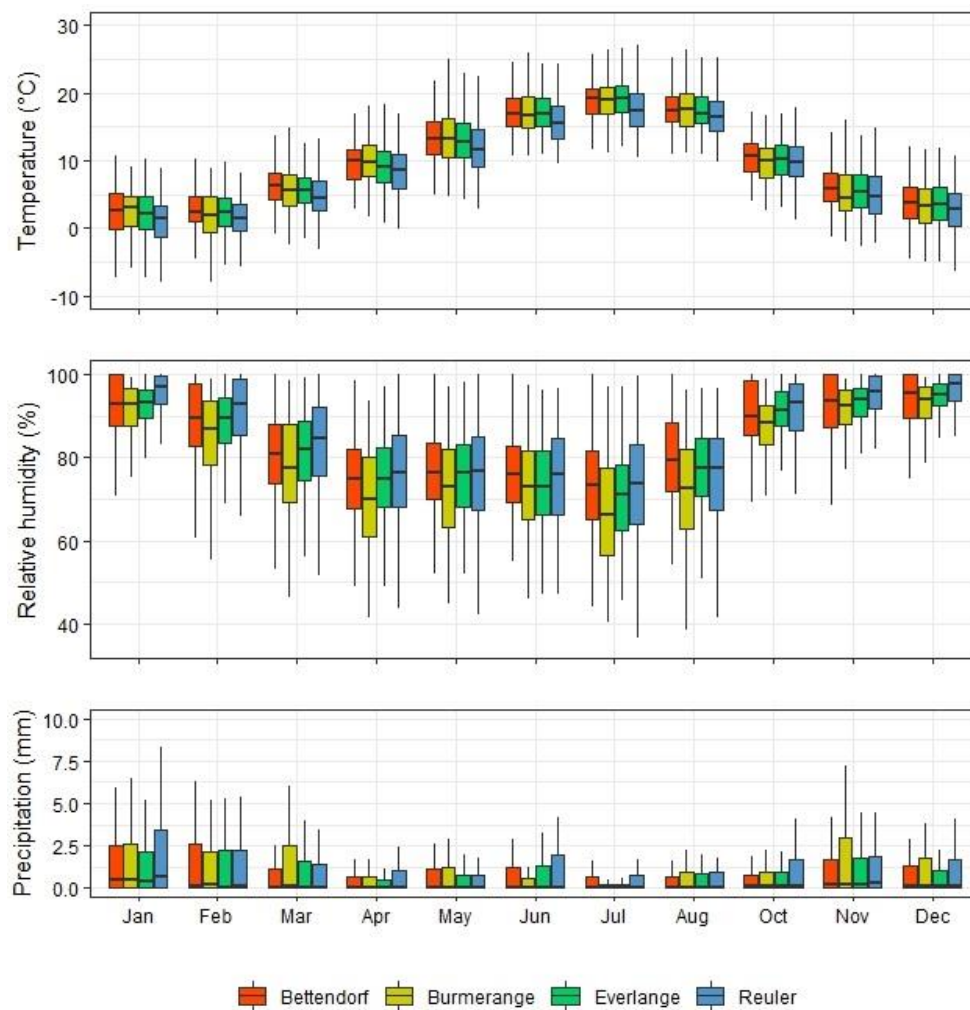 Temperature (°C)
30
20
10
0
-10
Relative humidity (%)
100
80
60
40
Precipitation (mm)
10.0
7.5
5.0
2.5
0.0
Jan Feb Mar Apr May Jun Jul Aug Oct Nov Dec
Bettendorf Burmerange Everlange Reuler